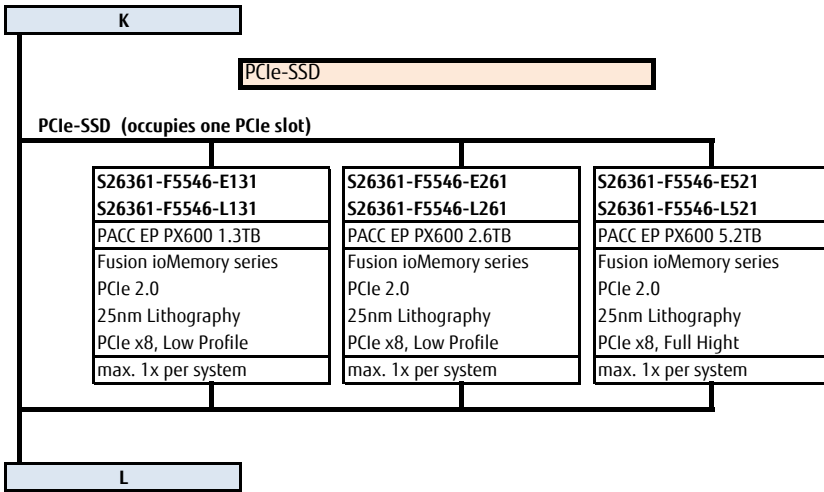 K
PCIe-SSD
PCIe-SSD (occupies one PCIe slot)
S26361-F5546-E131
S26361-F5546-L131
PACC EP PX600 1.3TB
Fusion ioMemory series
PCIe 2.0
25nm Lithography
PCIe x8, Low Profile
max. 1x per system
S26361-F5546-E261
S26361-F5546-L261
PACC EP PX600 2.6TB
Fusion ioMemory series
PCIe 2.0
25nm Lithography
PCIe x8, Low Profile
max. 1x per system
S26361-F5546-E521
S26361-F5546-L521
PACC EP PX600 5.2TB
Fusion ioMemory series
PCIe 2.0
25nm Lithography
PCIe x8, Full Hight
max. 1x per system
L